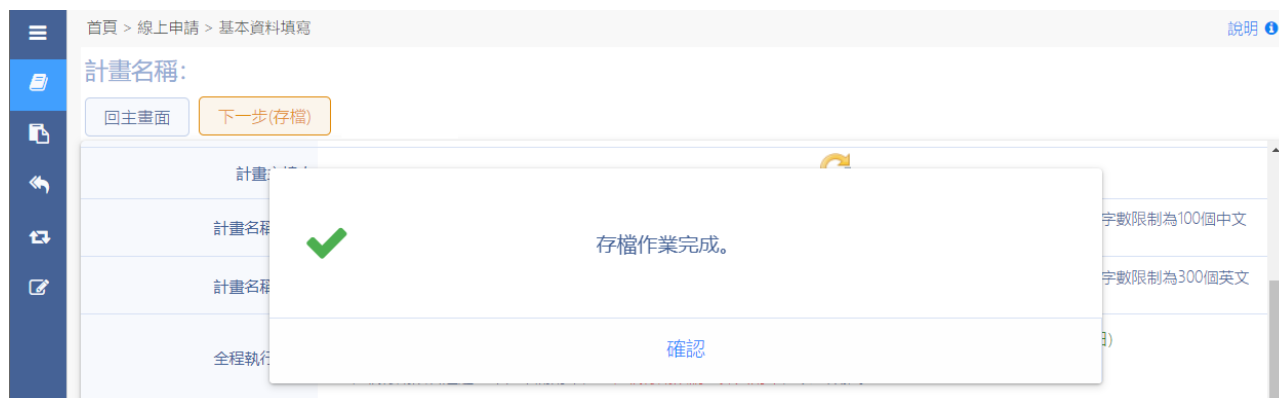 首頁 > 線上申請 > 基本資料填寫
說明
計畫名稱:
回主畫面
下一步(存檔)
計畫
計畫名稱
字數限制為100個中文
存檔作業完成。
計畫名稱
字數限制為300個英文
全程執行
確認